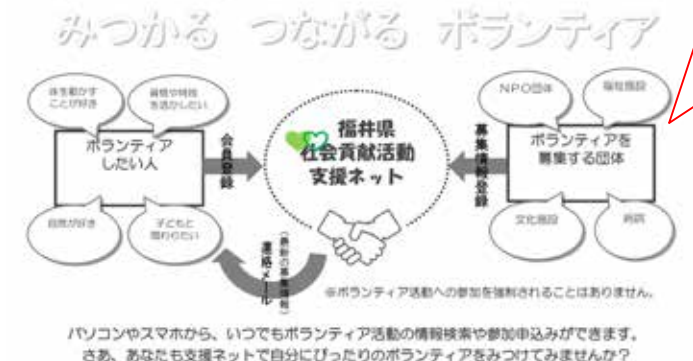 みつかる つながる ボランティア
体を動かす
ことが好き
資格や特技
を活かしたい
ボランティア
したい人
自然が好き
子どもと
関わりたい
会員登録
福井県
社会貢献活動
支援ネット
募集情報登録
NPO団体
福祉施設
ボランティアを
募集する団体
文化施設
病院
連絡メール
(最新の募集情報)
※ボランティア活動への参加を強制されることはありません。
パソコンやスマホから、いつでもボランティア活動の情報検索や参加申込みができます。
さあ、あなたも支援ネットで自分にぴったりのボランティアをみつけてみませんか?